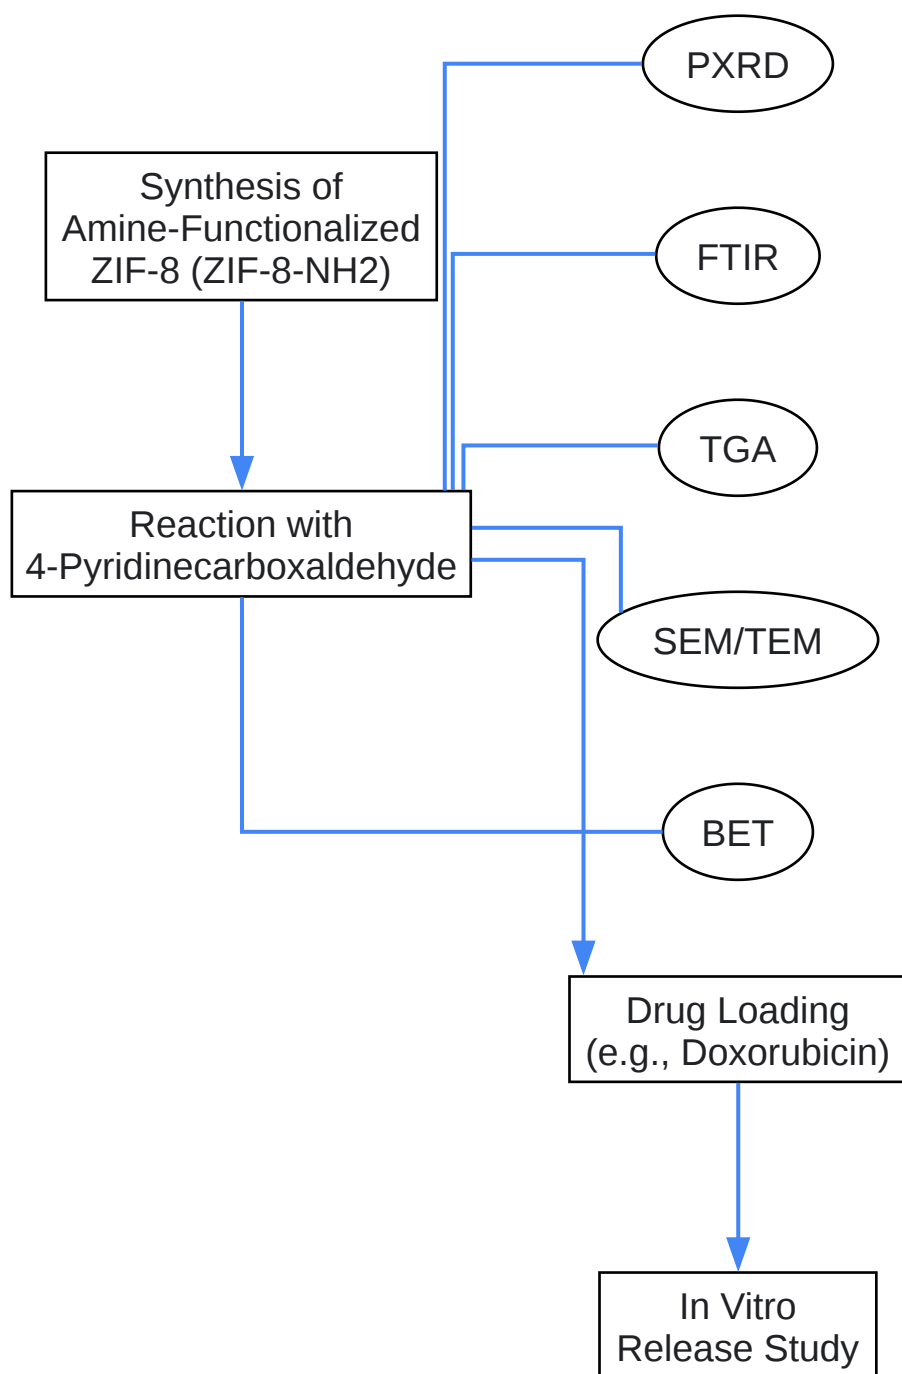 PXRD
Synthesis of
Amine-Functionalized
ZIF-8 (ZIF-8-NH2)
FTIR
TGA
Reaction with
4-Pyridinecarboxaldehyde
SEM/TEM
BET
Drug Loading
(e.g., Doxorubicin)
In Vitro
Release Study